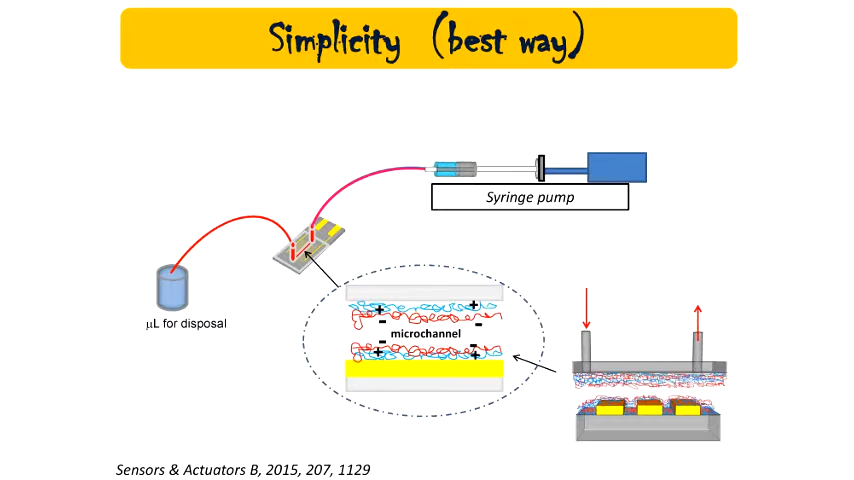 Simplicity (best way)
Syringe pump
µL for disposal
+ +
- -
microchannel
- -
+ +
Sensors & Actuators B, 2015, 207, 1129